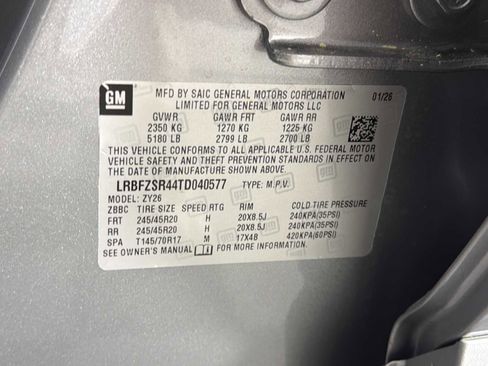 GM
MFD BY SAIC GENERAL MOTORS CORPORATION 01/26
LIMITED FOR GENERAL MOTORS LLC
GVWR GAWR FRT GAWR RR
2350 KG 1270 KG 1225 KG
5180 LB 2799 LB 2700 LB
THIS VEHICLE CONFORMS TO ALL APPLICABLE U.S. FEDERAL MOTOR
VEHICLE SAFETY, BUMPER, AND THEFT PREVENTION STANDARDS IN EFFECT
ON THE DATE OF MANUFACTURE SHOWN ABOVE.
LRBFZSR44TD040577 TYPE: M.P.V.
MODEL: ZY26
ZBBC TIRE SIZE SPEED RTG RIM COLD TIRE PRESSURE
FRT 245/45R20 H 20X8.5J 240KPA(35PSI)
RR 245/45R20 H 20X8.5J 240KPA(35PSI)
SPA T145/70R17 M 17X4B 420KPA(60PSI)
SEE OWNER'S MANUAL FOR MORE INFORMATION.